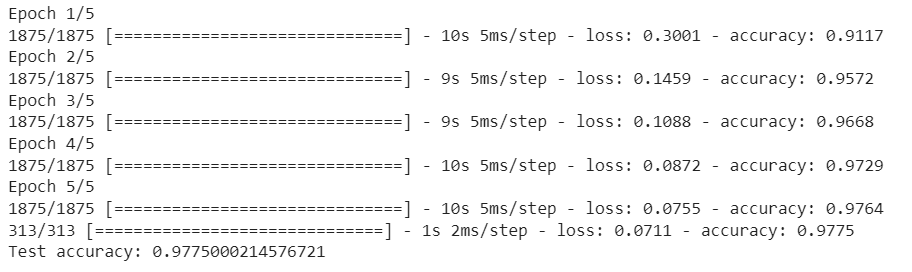 Epoch 1/5
1875/1875 [==============================] - 10s 5ms/step - loss: 0.3001 - accuracy: 0.9117
Epoch 2/5
1875/1875 [==============================] - 9s 5ms/step - loss: 0.1459 - accuracy: 0.9572
Epoch 3/5
1875/1875 [==============================] - 9s 5ms/step - loss: 0.1088 - accuracy: 0.9668
Epoch 4/5
1875/1875 [==============================] - 10s 5ms/step - loss: 0.0872 - accuracy: 0.9729
Epoch 5/5
1875/1875 [==============================] - 10s 5ms/step - loss: 0.0755 - accuracy: 0.9764
313/313 [==============================] - 1s 2ms/step - loss: 0.0711 - accuracy: 0.9775
Test accuracy: 0.9775000214576721